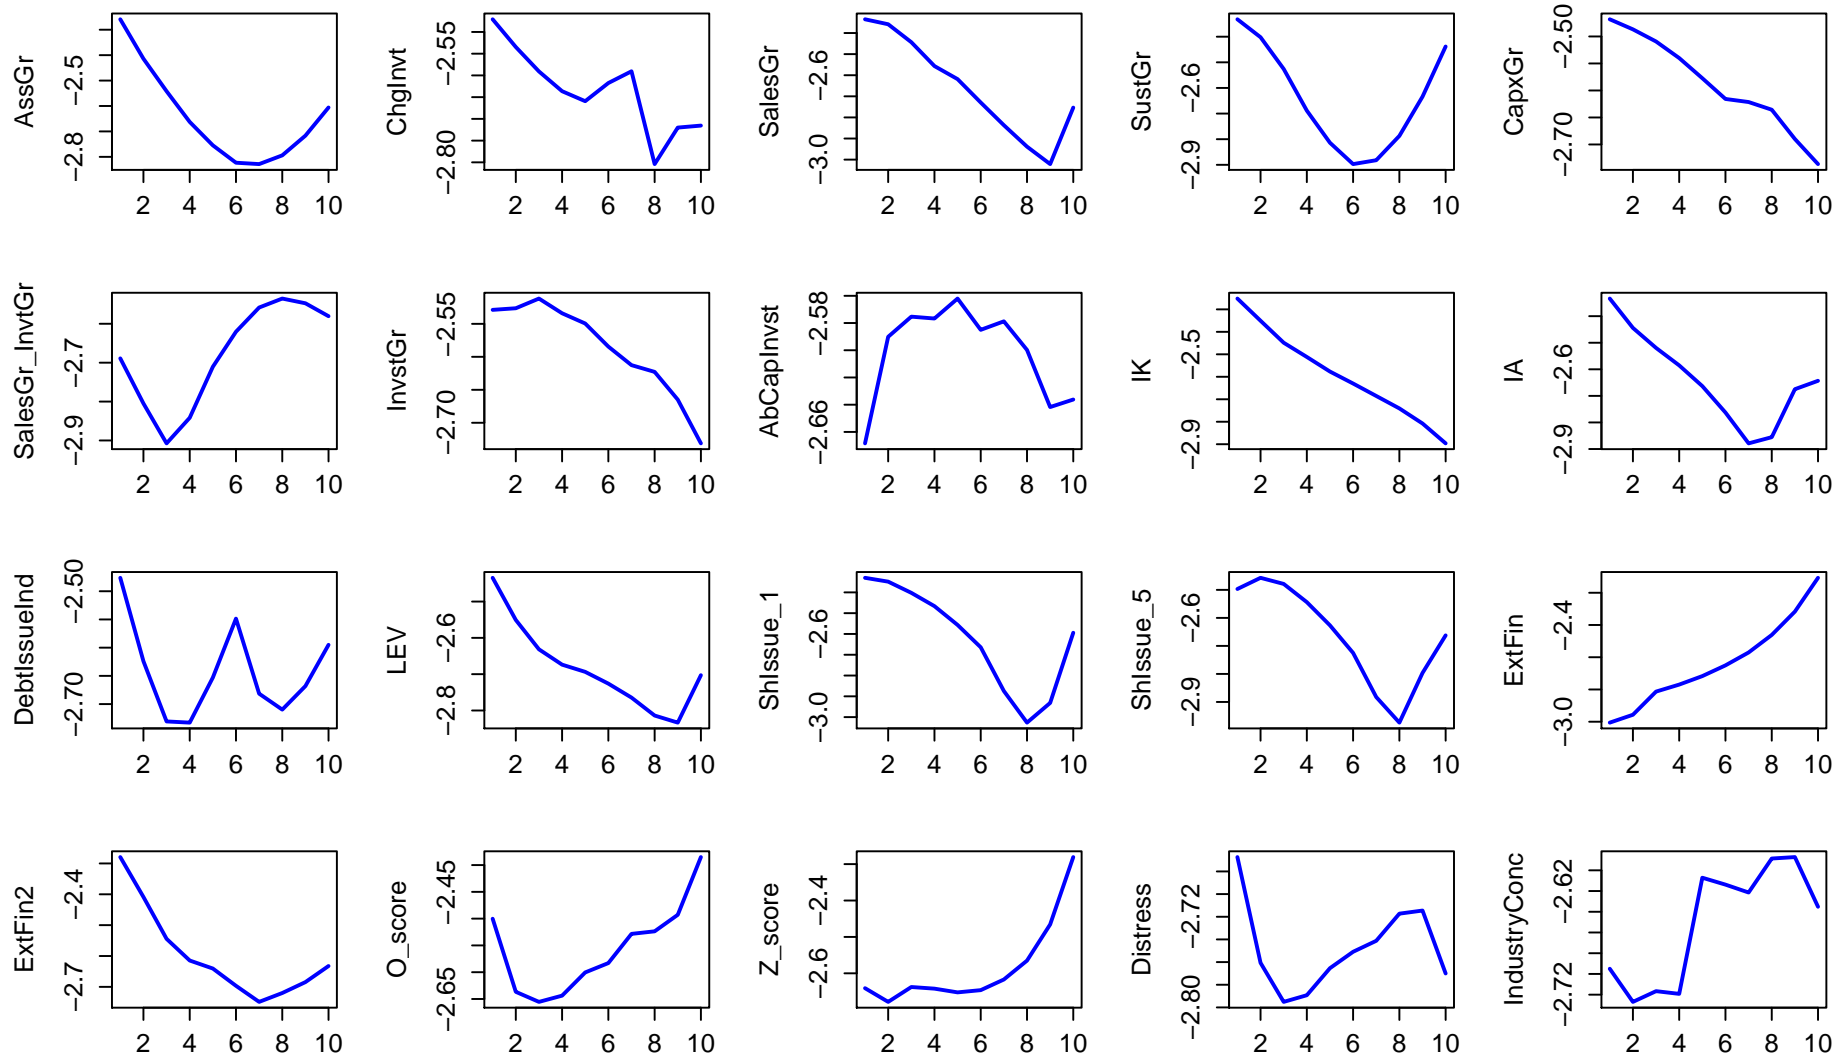 AssGr
−2.8 −2.5
2 4 6 8 10
ChgInvt
−2.80 −2.55
2 4 6 8 10
SalesGr
−3.0 −2.6
2 4 6 8 10
SustGr
−2.9 −2.6
2 4 6 8 10
CapxGr
−2.70 −2.50
2 4 6 8 10
SalesGr_InvtGr
−2.9 −2.7
2 4 6 8 10
InvstGr
−2.70 −2.55
2 4 6 8 10
AbCapInvst
−2.66 −2.58
2 4 6 8 10
IK
−2.9 −2.5
2 4 6 8 10
IA
−2.9 −2.6
2 4 6 8 10
DebtIssueInd
−2.70 −2.50
2 4 6 8 10
LEV
−2.8 −2.6
2 4 6 8 10
ShIssue_1
−3.0 −2.6
2 4 6 8 10
ShIssue_5
−2.9 −2.6
2 4 6 8 10
ExtFin
−3.0 −2.4
2 4 6 8 10
ExtFin2
−2.7 −2.4
2 4 6 8 10
O_score
−2.65 −2.45
2 4 6 8 10
Z_score
−2.6 −2.4
2 4 6 8 10
Distress
−2.80 −2.72
2 4 6 8 10
IndustryConc
−2.72 −2.62
2 4 6 8 10